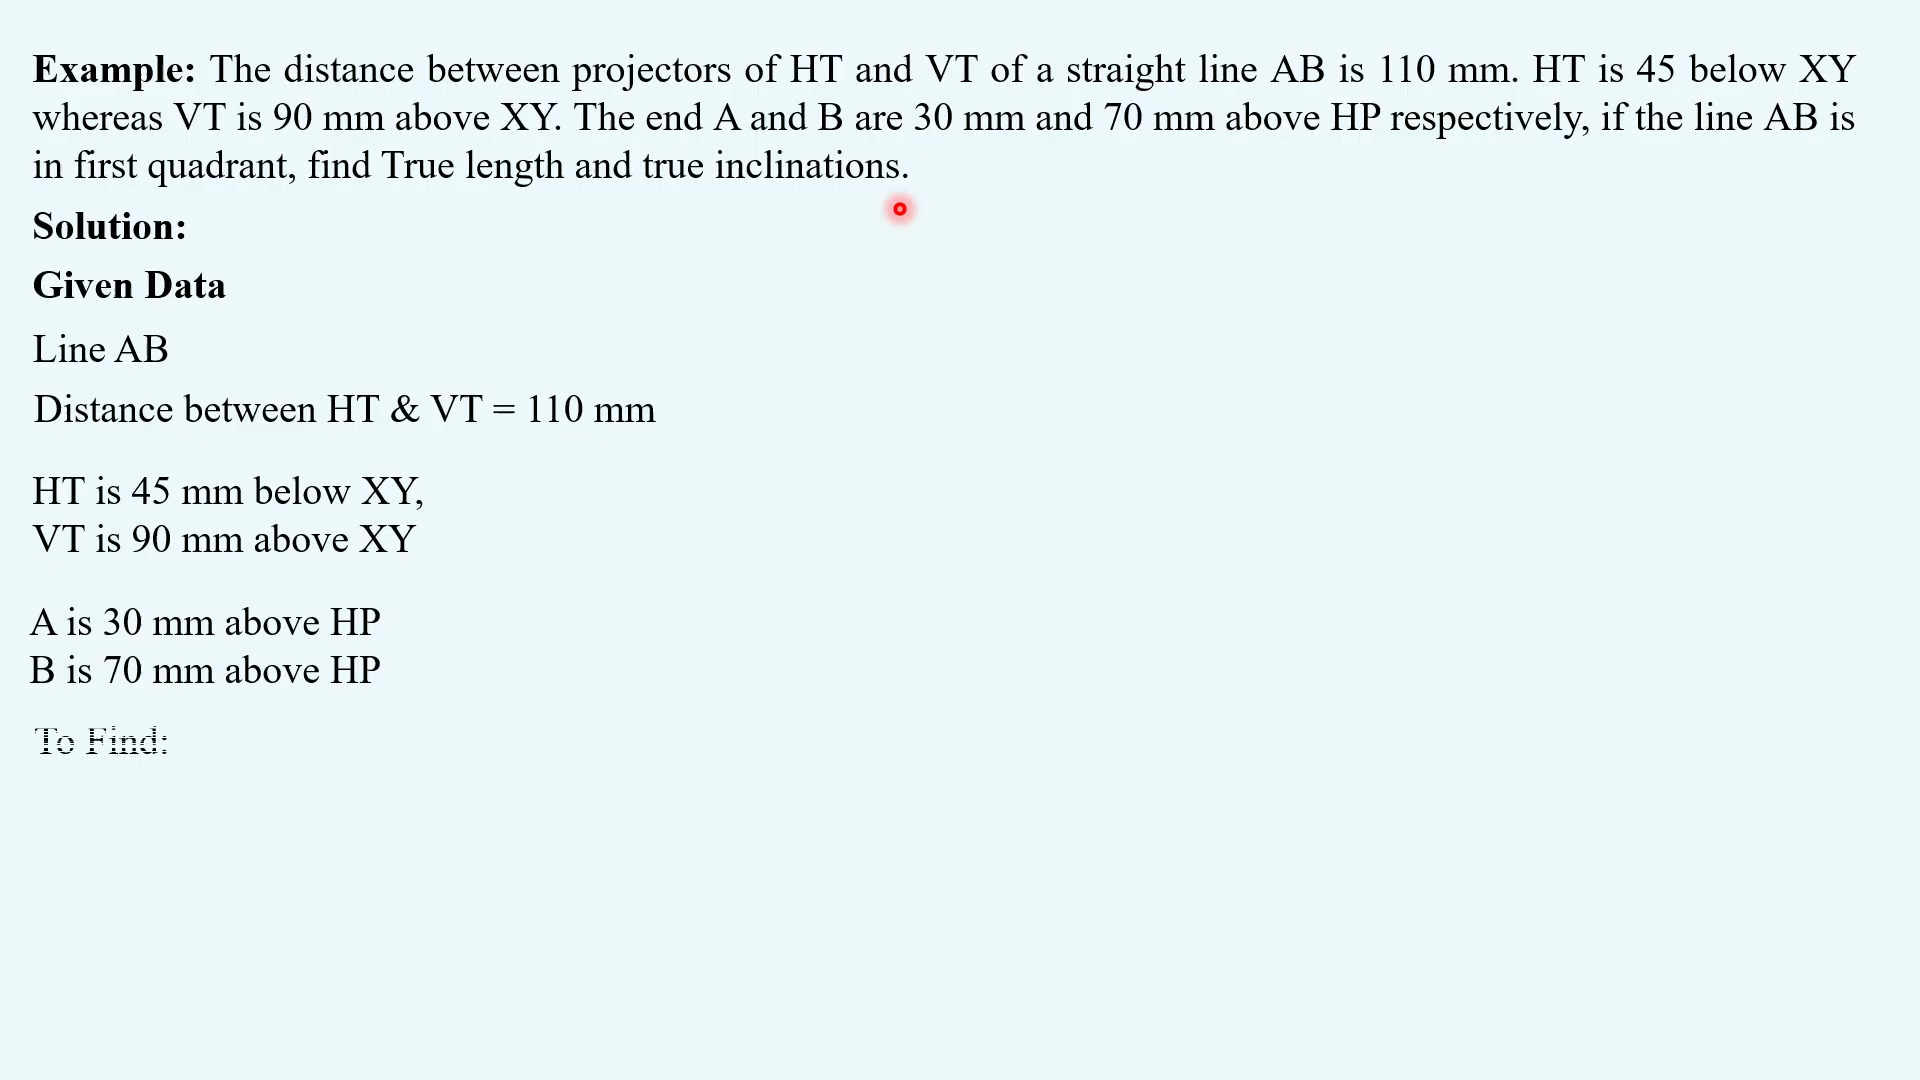 Example: The distance between projectors of HT and VT of a straight line AB is 110 mm. HT is 45 below XY
whereas VT is 90 mm above XY. The end A and B are 30 mm and 70 mm above HP respectively, if the line AB is
in first quadrant, find True length and true inclinations.
Solution:
Given Data
Line AB
Distance between HT & VT = 110 mm
HT is 45 mm below XY,
VT is 90 mm above XY
A is 30 mm above HP
B is 70 mm above HP
To Find: